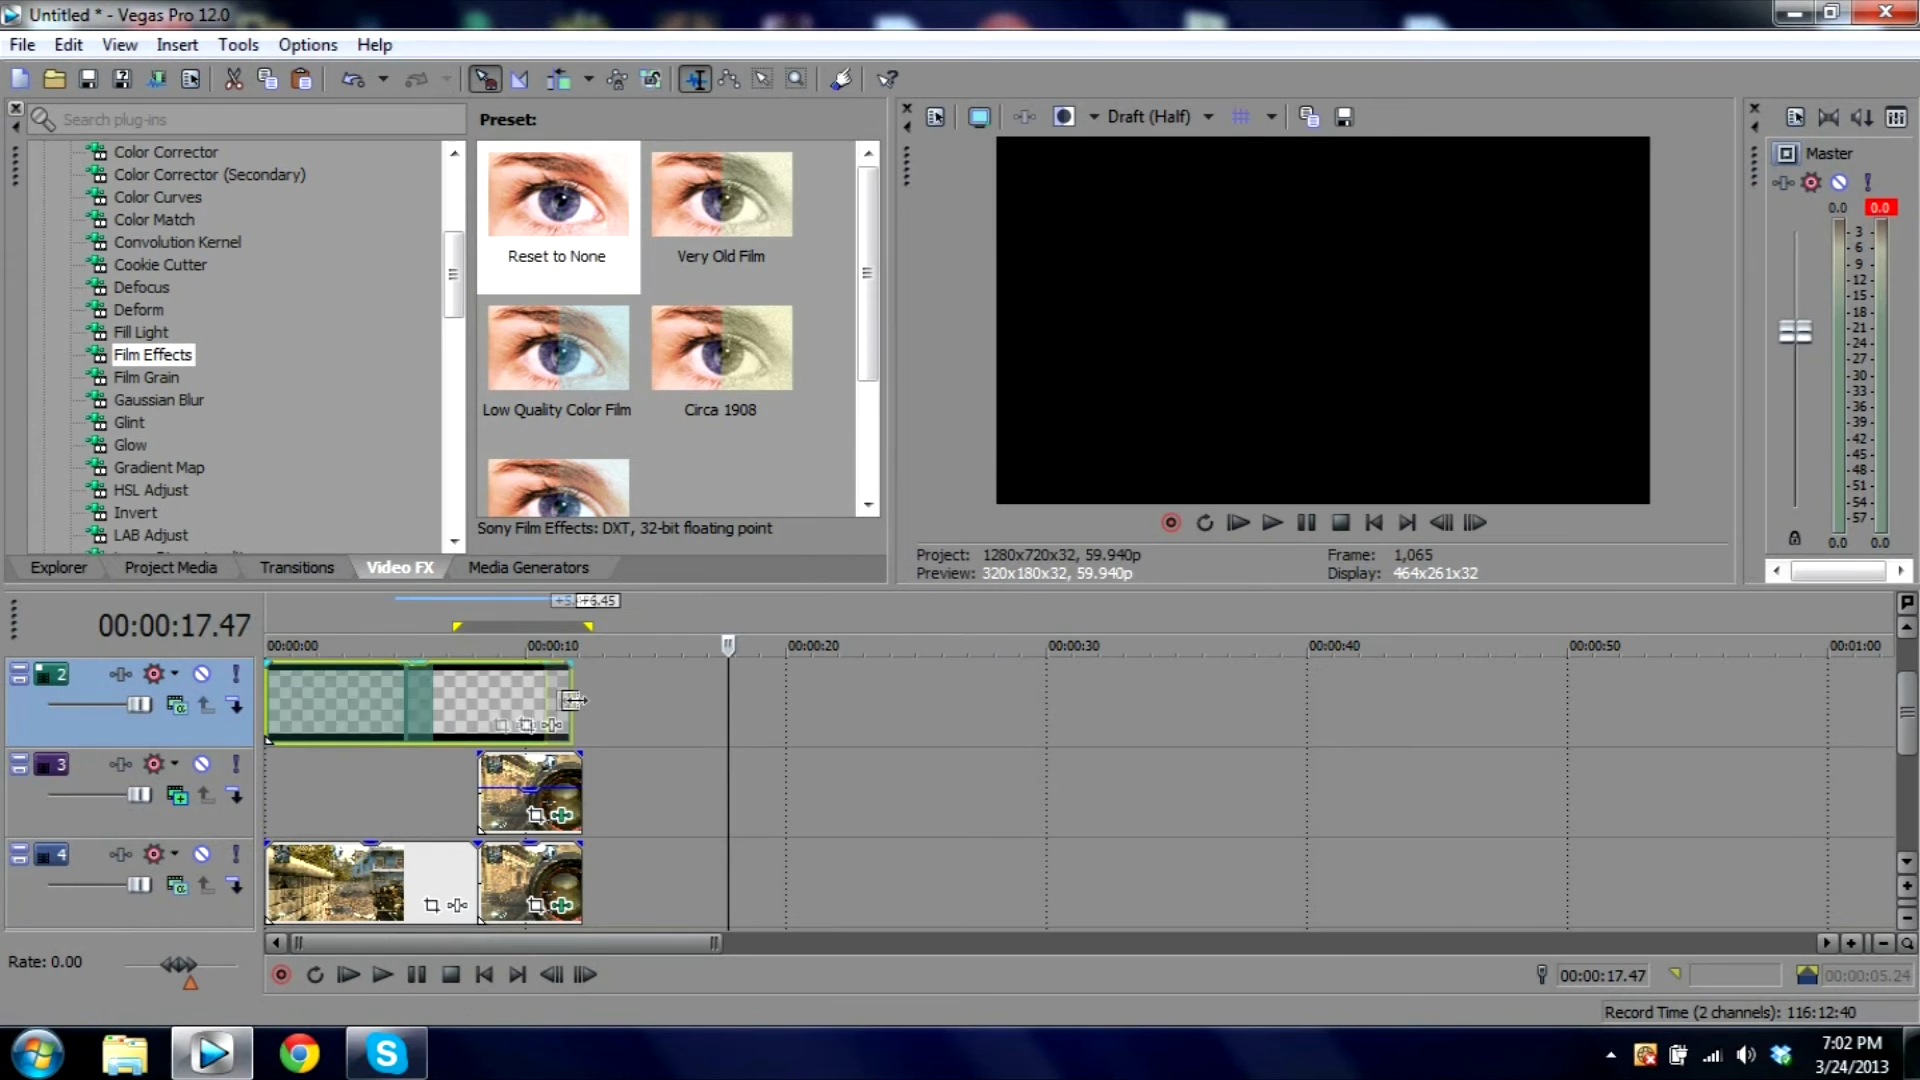 Untitled * - Vegas Pro 12.0
File Edit View Insert Tools Options Help
Search plug-ins
Preset:
Draft (Half)
Master
Color Corrector
Color Corrector (Secondary)
Color Curves
Color Match
Convolution Kernel
Cookie Cutter
Defocus
Deform
Fill Light
Film Effects
Film Grain
Gaussian Blur
Glint
Glow
Gradient Map
HSL Adjust
Invert
LAB Adjust
Reset to None
Very Old Film
Low Quality Color Film
Circa 1908
Sony Film Effects: DXT, 32-bit floating point
Explorer Project Media Transitions Video FX Media Generators
Project: 1280x720x32, 59.940p
Preview: 320x180x32, 59.940p
Frame: 1,065
Display: 464x261x32
0.0 0.0
- 3 -
- 6 -
- 9 -
-12-
-15-
-18-
-21-
-24-
-27-
-30-
-33-
-36-
-39-
-42-
-45-
-48-
-51-
-54-
-57-
0.0 0.0
+6.45
00:00:17.47
00:00:00 00:00:10 00:00:20 00:00:30 00:00:40 00:00:50 00:01:00
2
3
4
Rate: 0.00
00:00:17.47
00:00:05.24
Record Time (2 channels): 116:12:40
7:02 PM
3/24/2013